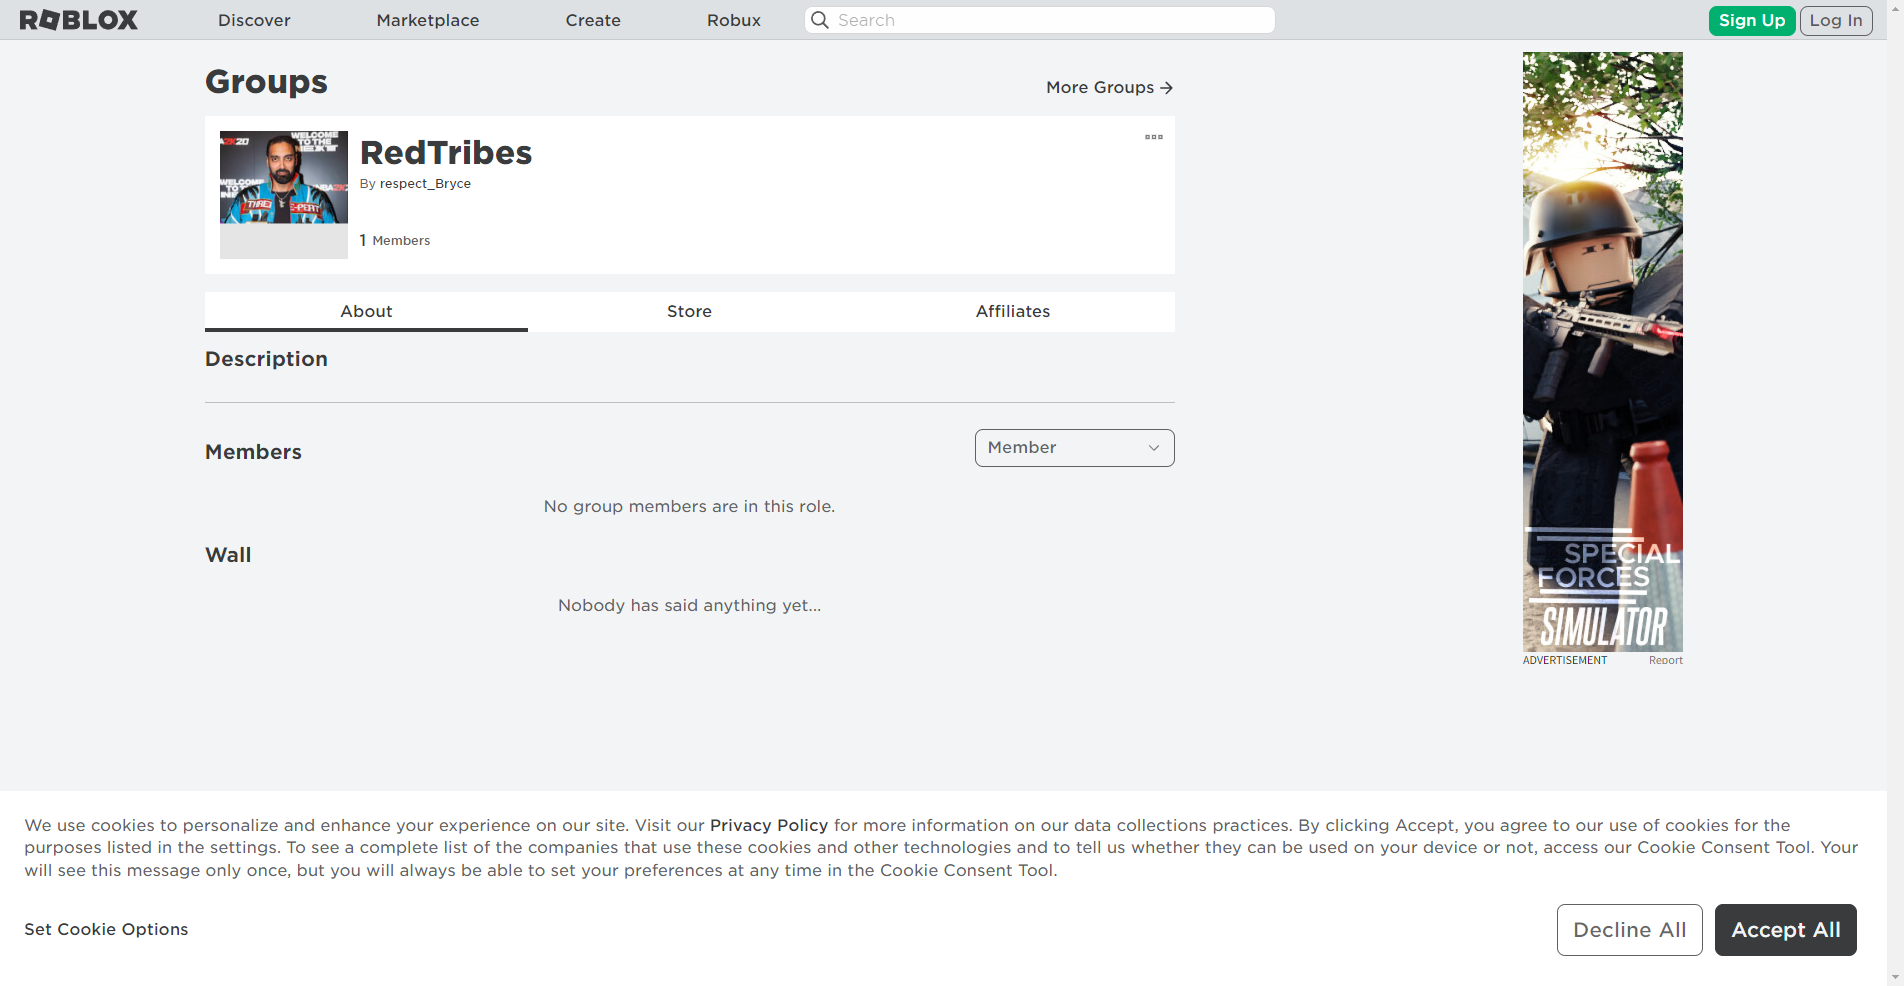 ROBLOX
Discover
Marketplace
Create
Robux
Search
Sign Up
Log In
Groups
More Groups
RedTribes
By respect_Bryce
1 Members
About
Store
Affiliates
Description
Members
Member
No group members are in this role.
Wall
Nobody has said anything yet...
SPECIAL
FORCES
SIMULATOR
ADVERTISEMENT
Report
We use cookies to personalize and enhance your experience on our site. Visit our Privacy Policy for more information on our data collections practices. By clicking Accept, you agree to our use of cookies for the
purposes listed in the settings. To see a complete list of the companies that use these cookies and other technologies and to tell us whether they can be used on your device or not, access our Cookie Consent Tool. Your
will see this message only once, but you will always be able to set your preferences at any time in the Cookie Consent Tool.
Set Cookie Options
Decline All
Accept All